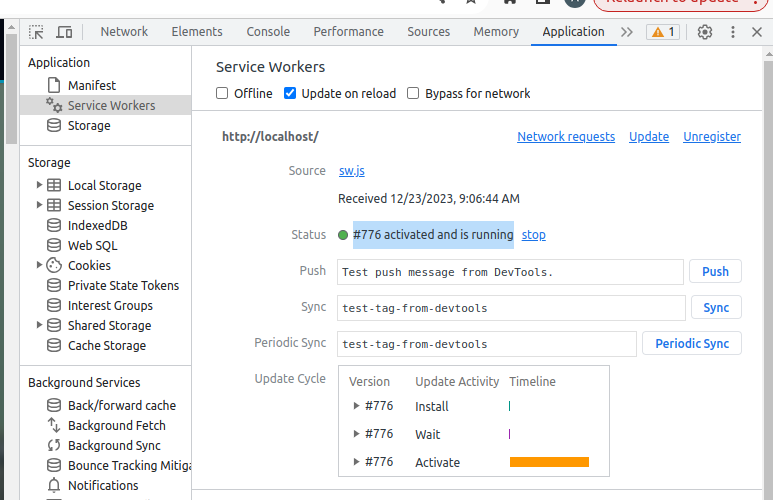 Relaunch to update
Network Elements Console Performance Sources Memory Application 1
Application
Manifest
Service Workers
Storage
Storage
Local Storage
Session Storage
IndexedDB
Web SQL
Cookies
Private State Tokens
Interest Groups
Shared Storage
Cache Storage
Background Services
Back/forward cache
Background Fetch
Background Sync
Bounce Tracking Mitiga
Notifications
Service Workers
Offline Update on reload Bypass for network
http://localhost/ Network requests Update Unregister
Source sw.js
Received 12/23/2023, 9:06:44 AM
Status #776 activated and is running stop
Push Test push message from DevTools. Push
Sync test-tag-from-devtools Sync
Periodic Sync test-tag-from-devtools Periodic Sync
Update Cycle Version Update Activity Timeline
#776 Install
#776 Wait
#776 Activate